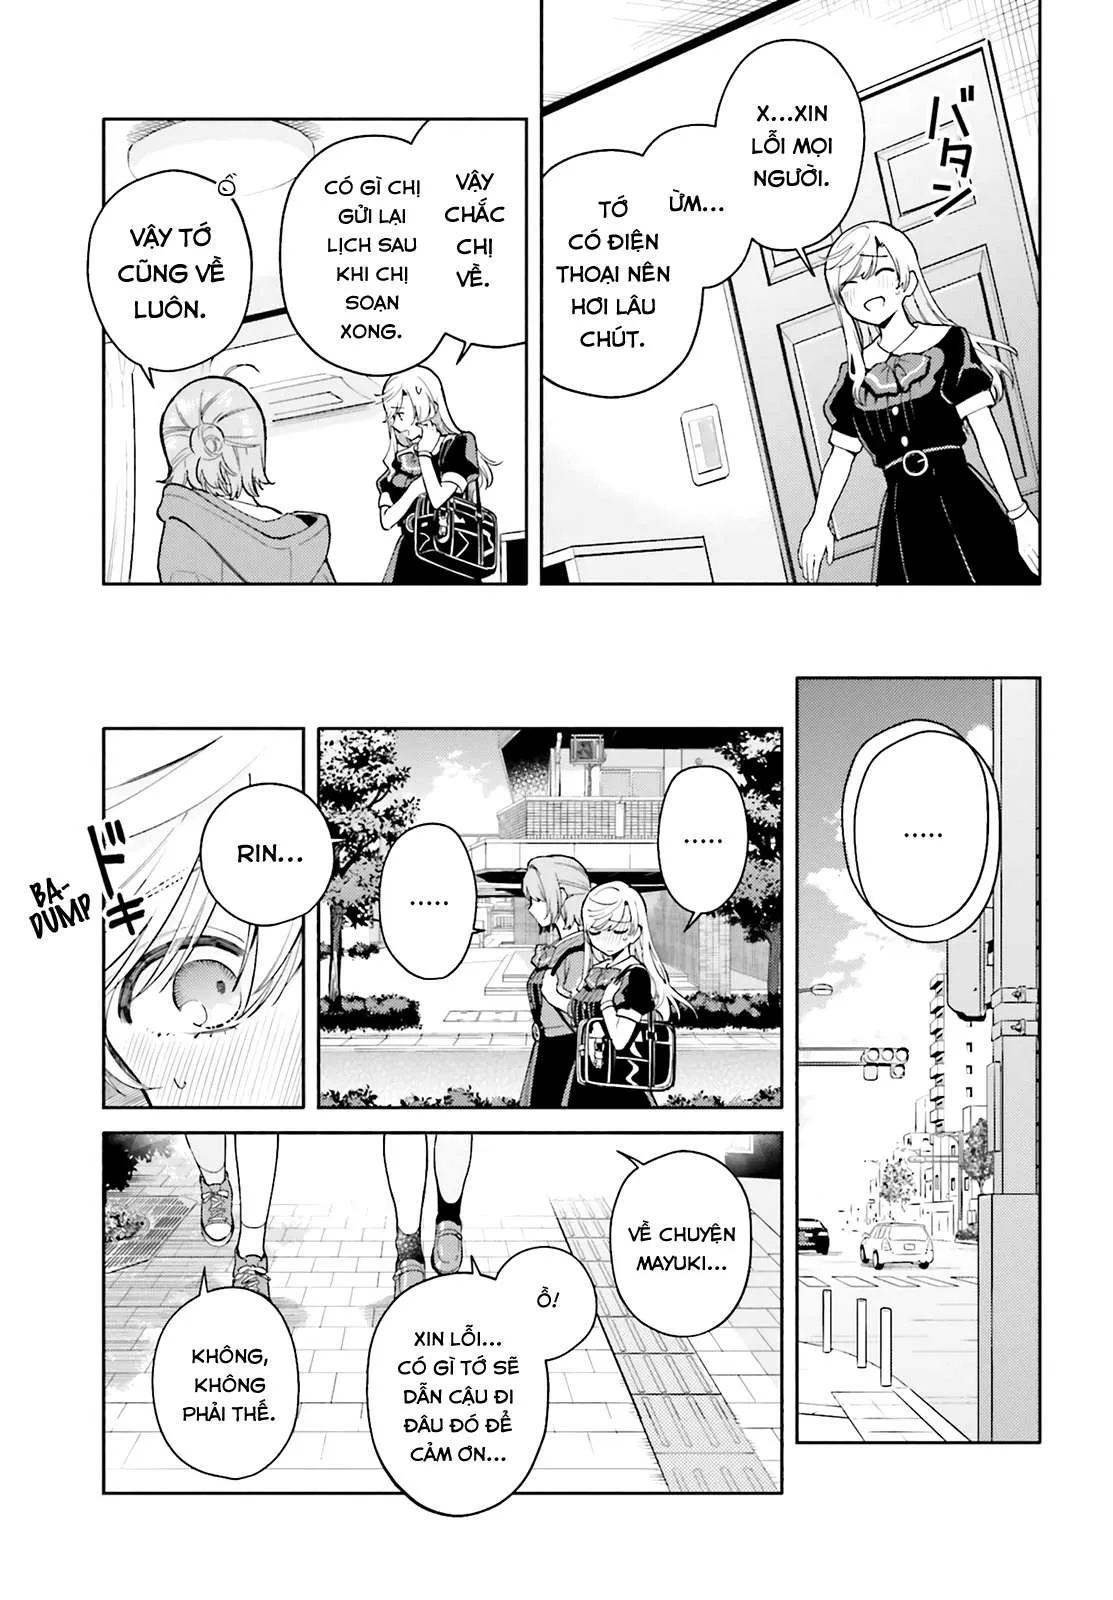 バタン
X...XIN
LỖI MỌI
NGƯỜI.
ỪM...
TỚ
CÓ ĐIỆN
THOẠI NÊN
HƠI LÂU
CHÚT.
VẬY
CHẮC
CHỊ
VỀ.
CÓ GÌ CHỊ
GỬI LẠI
LỊCH SAU
KHI CHỊ
SOẠN
XONG.
Ồ
VẬY TỚ
CŨNG VỀ
LUÔN.
.....
.....
.....
RIN...
ドキ
BA-
DUMP
VỀ CHUYỆN
MAYUKI...
Ồ!
XIN LỖI...
CÓ GÌ TỚ SẼ
DẪN CẬU ĐI
ĐÂU ĐÓ ĐỂ
CẢM ƠN...
KHÔNG,
KHÔNG
PHẢI THẾ.